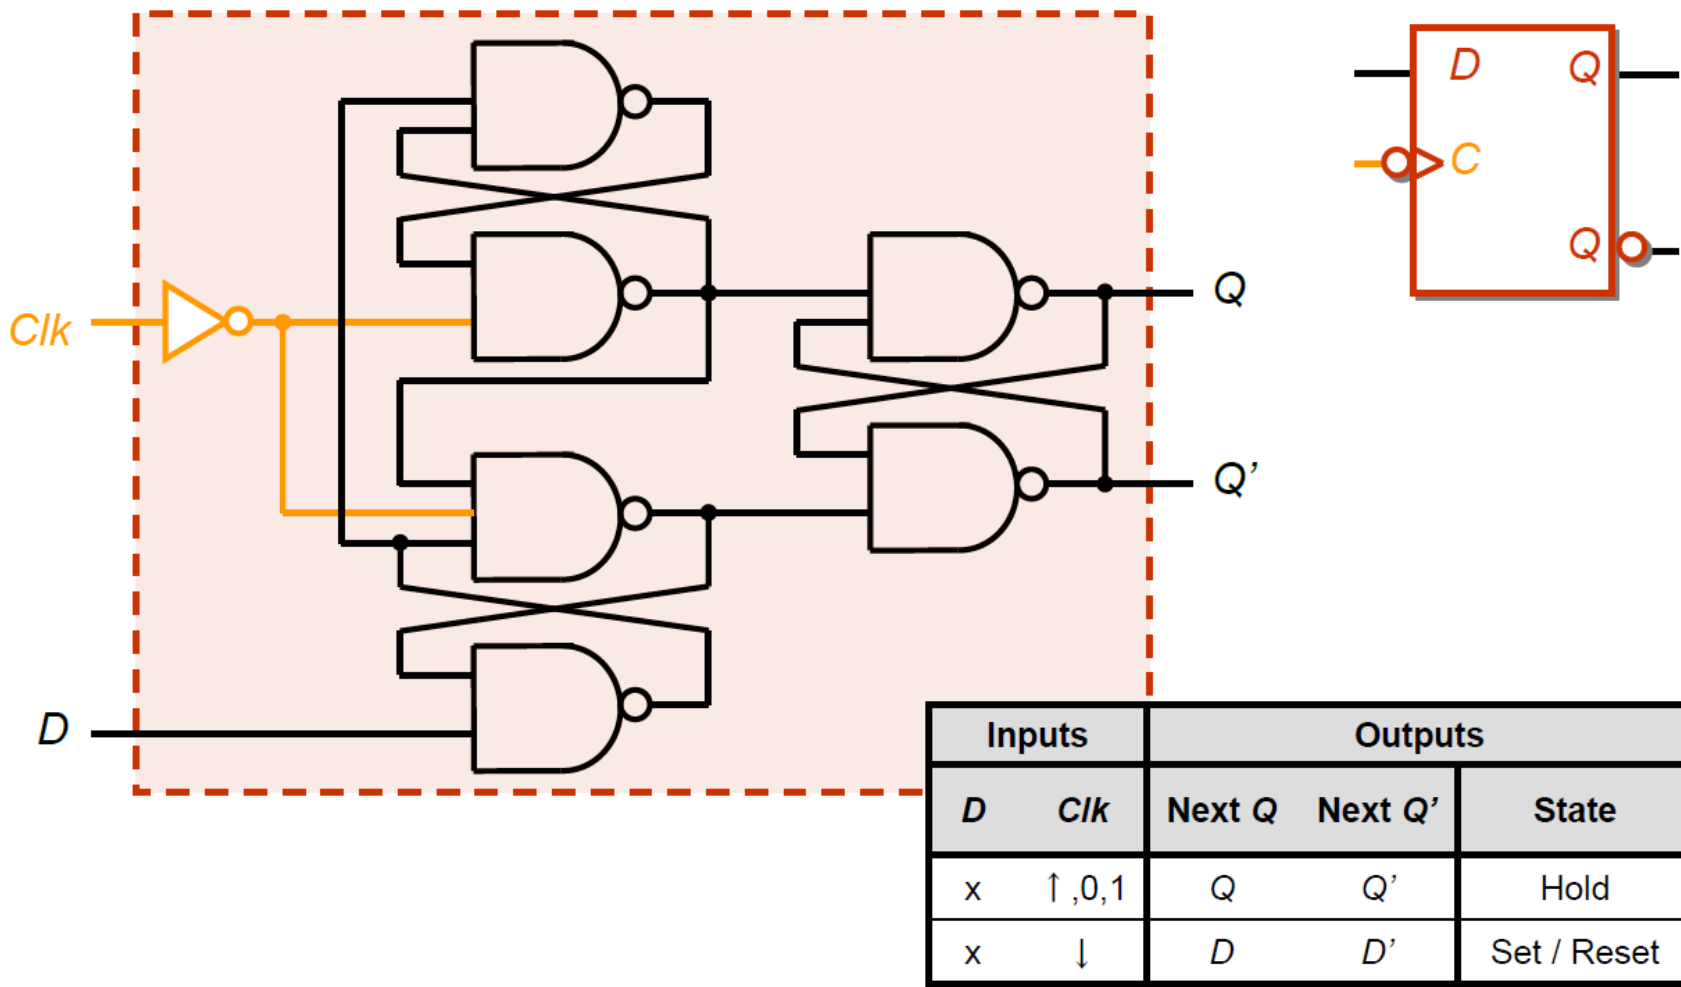 D Q
C
Q
Clk
Q
Q’
D
Inputs Outputs
D Clk Next Q Next Q’ State
x ↑,0,1 Q Q’ Hold
x ↓ D D’ Set / Reset